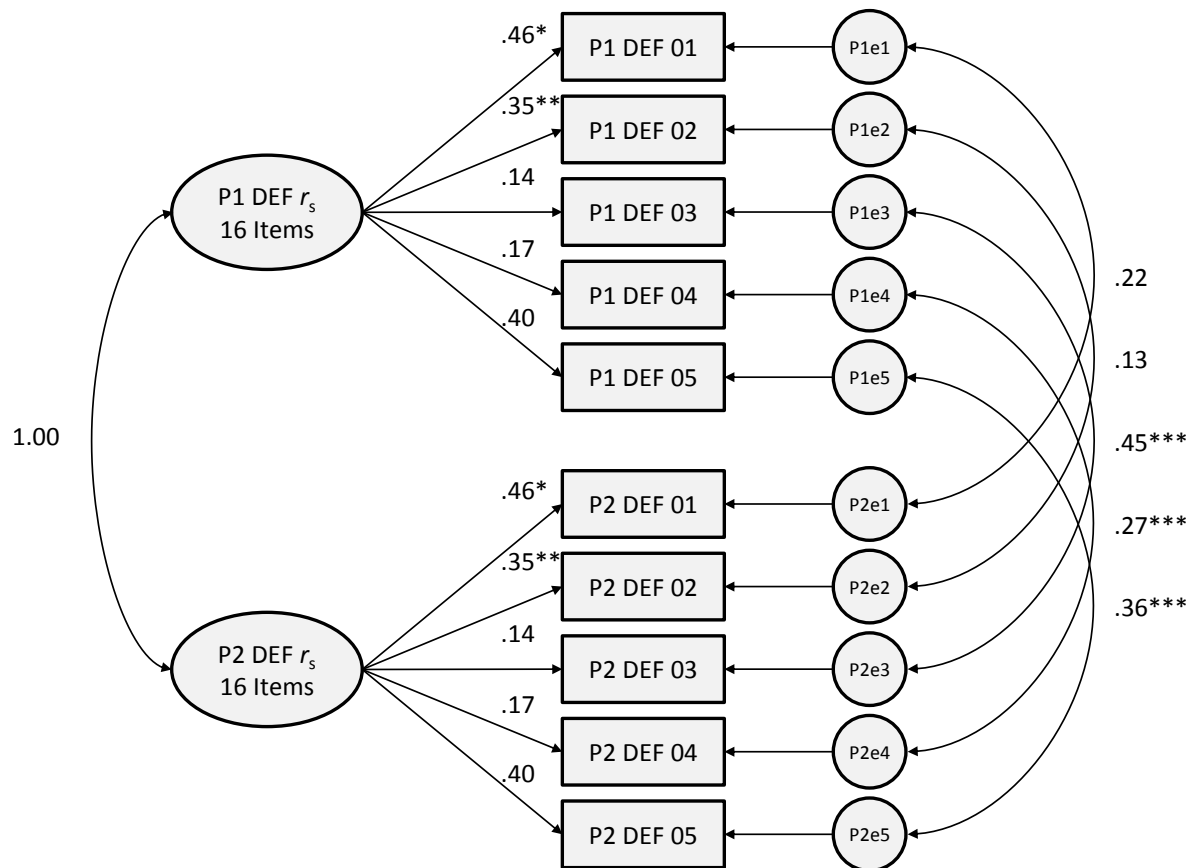 .46*
P1 DEF 01
P1e1
.35**
P1 DEF 02
P1e2
P1 DEF rₛ
16 Items
.14
P1 DEF 03
P1e3
.17
P1 DEF 04
P1e4
.22
.40
P1 DEF 05
P1e5
.13
1.00
.45***
.46*
P2 DEF 01
P2e1
.27***
.35**
P2 DEF 02
P2e2
.36***
P2 DEF rₛ
16 Items
.14
P2 DEF 03
P2e3
.17
P2 DEF 04
P2e4
.40
P2 DEF 05
P2e5